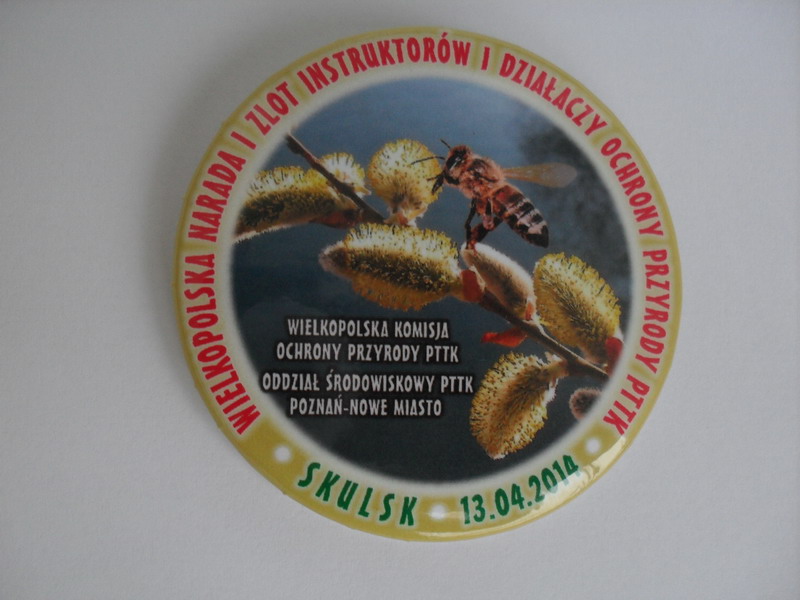 WIELKOPOLSKA NARADA I ZLOT INSTRUKTORÓW I DZIAŁACZY OCHRONY PRZYRODY PTTK
WIELKOPOLSKA KOMISJA
OCHRONY PRZYRODY PTTK
ODDZIAŁ ŚRODOWISKOWY PTTK
POZNAŃ-NOWE MIASTO
SKULSK • 13.04.2014